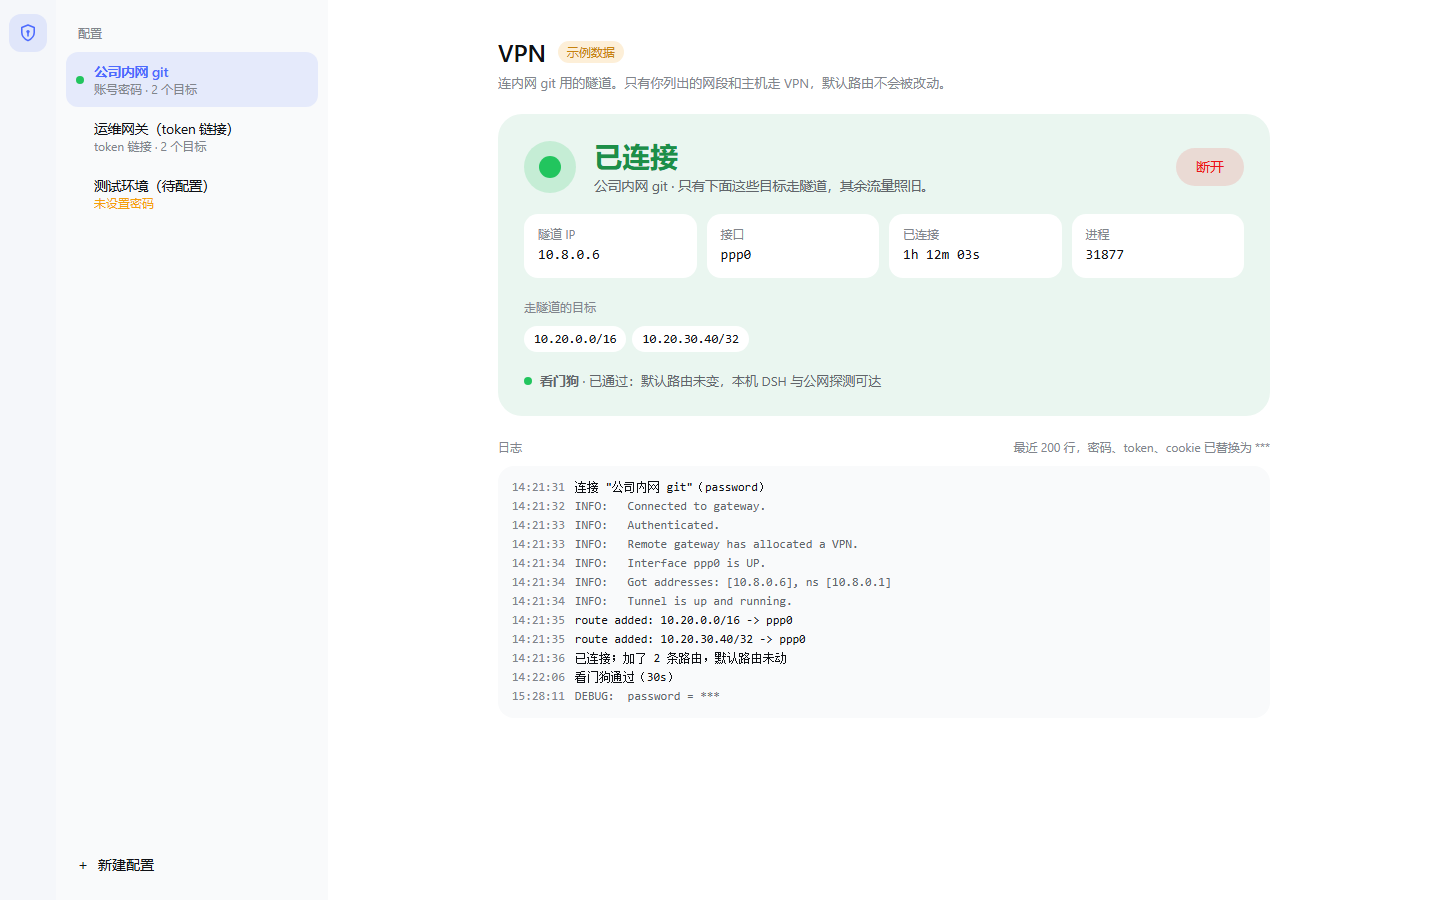 配置
公司内网 git
账号密码 · 2 个目标
运维网关（token 链接）
token 链接 · 2 个目标
测试环境（待配置）
未设置密码
+ 新建配置
VPN 示例数据
连内网 git 用的隧道。只有你列出的网段和主机走 VPN，默认路由不会被改动。
已连接
公司内网 git · 只有下面这些目标走隧道，其余流量照旧。
断开
隧道 IP
10.8.0.6
接口
ppp0
已连接
1h 12m 03s
进程
31877
走隧道的目标
10.20.0.0/16 10.20.30.40/32
看门狗 · 已通过：默认路由未变，本机 DSH 与公网探测可达
日志 最近 200 行，密码、token、cookie 已替换为 ***
14:21:31 连接 "公司内网 git"（password）
14:21:32 INFO: Connected to gateway.
14:21:33 INFO: Authenticated.
14:21:33 INFO: Remote gateway has allocated a VPN.
14:21:34 INFO: Interface ppp0 is UP.
14:21:34 INFO: Got addresses: [10.8.0.6], ns [10.8.0.1]
14:21:34 INFO: Tunnel is up and running.
14:21:35 route added: 10.20.0.0/16 -> ppp0
14:21:35 route added: 10.20.30.40/32 -> ppp0
14:21:36 已连接；加了 2 条路由，默认路由未动
14:22:06 看门狗通过（30s）
15:28:11 DEBUG: password = ***